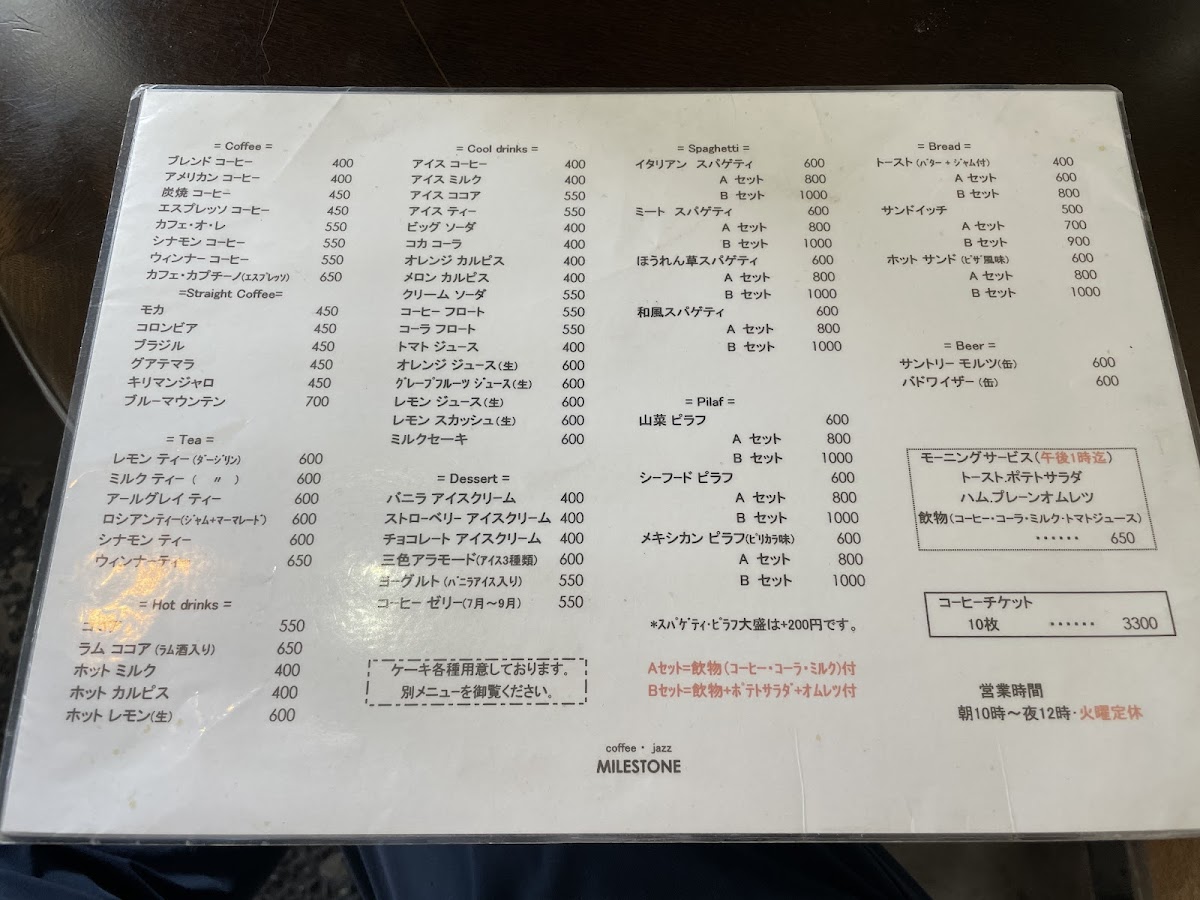 = Coffee =
ブレンド コーヒー 400
アメリカン コーヒー 400
炭焼 コーヒー 450
エスプレッソ コーヒー 450
カフェ・オ・レ 550
シナモン コーヒー 550
ウィンナー コーヒー 550
カフェ・カプチーノ(エスプレッソ) 650
=Straight Coffee=
モカ 450
コロンビア 450
ブラジル 450
グアテマラ 450
キリマンジャロ 450
ブルーマウンテン 700
= Tea =
レモン ティー (ダージリン) 600
ミルク ティー ( 〃 ) 600
アールグレイ ティー 600
ロシアンティー(ジャム+マーマレード) 600
シナモン ティー 600
ウィンナーティー 650
= Hot drinks =
ココア 550
ラム ココア (ラム酒入り) 650
ホット ミルク 400
ホット カルピス 400
ホット レモン(生) 600
= Cool drinks =
アイス コーヒー 400
アイス ミルク 400
アイス ココア 550
アイス ティー 550
ビッグ ソーダ 400
コカ コーラ 400
オレンジ カルピス 400
メロン カルピス 400
クリーム ソーダ 550
コーヒー フロート 550
コーラ フロート 550
トマト ジュース 400
オレンジ ジュース(生) 600
グレープフルーツ ジュース(生) 600
レモン ジュース(生) 600
レモン スカッシュ(生) 600
ミルクセーキ 600
= Dessert =
バニラ アイスクリーム 400
ストローベリー アイスクリーム 400
チョコレート アイスクリーム 400
三色アラモード(アイス3種類) 600
ヨーグルト (バニラアイス入り) 550
コーヒー ゼリー(7月～9月) 550
ケーキ各種用意しております。
別メニューを御覧ください。
= Spaghetti =
イタリアン スパゲティ 600
A セット 800
B セット 1000
ミート スパゲティ 600
A セット 800
B セット 1000
ほうれん草スパゲティ 600
A セット 800
B セット 1000
和風スパゲティ 600
A セット 800
B セット 1000
= Pilaf =
山菜 ピラフ 600
A セット 800
B セット 1000
シーフード ピラフ 600
A セット 800
B セット 1000
メキシカン ピラフ(ピリカラ味) 600
A セット 800
B セット 1000
*スパゲティ・ピラフ大盛は+200円です。
Aセット=飲物(コーヒー・コーラ・ミルク)付
Bセット=飲物+ポテトサラダ+オムレツ付
= Bread =
トースト(バター + ジャム付) 400
A セット 600
B セット 800
サンドイッチ 500
A セット 700
B セット 900
ホット サンド (ピザ風味) 600
A セット 800
B セット 1000
= Beer =
サントリー モルツ(缶) 600
バドワイザー (缶) 600
モーニングサービス(午後1時迄)
トースト.ポテトサラダ
ハム.プレーンオムレツ
飲物(コーヒー・コーラ・ミルク・トマトジュース)
・・・・・・ 650
コーヒーチケット
10枚 ・・・・・・ 3300
営業時間
朝10時～夜12時・火曜定休
coffee・ jazz
MILESTONE